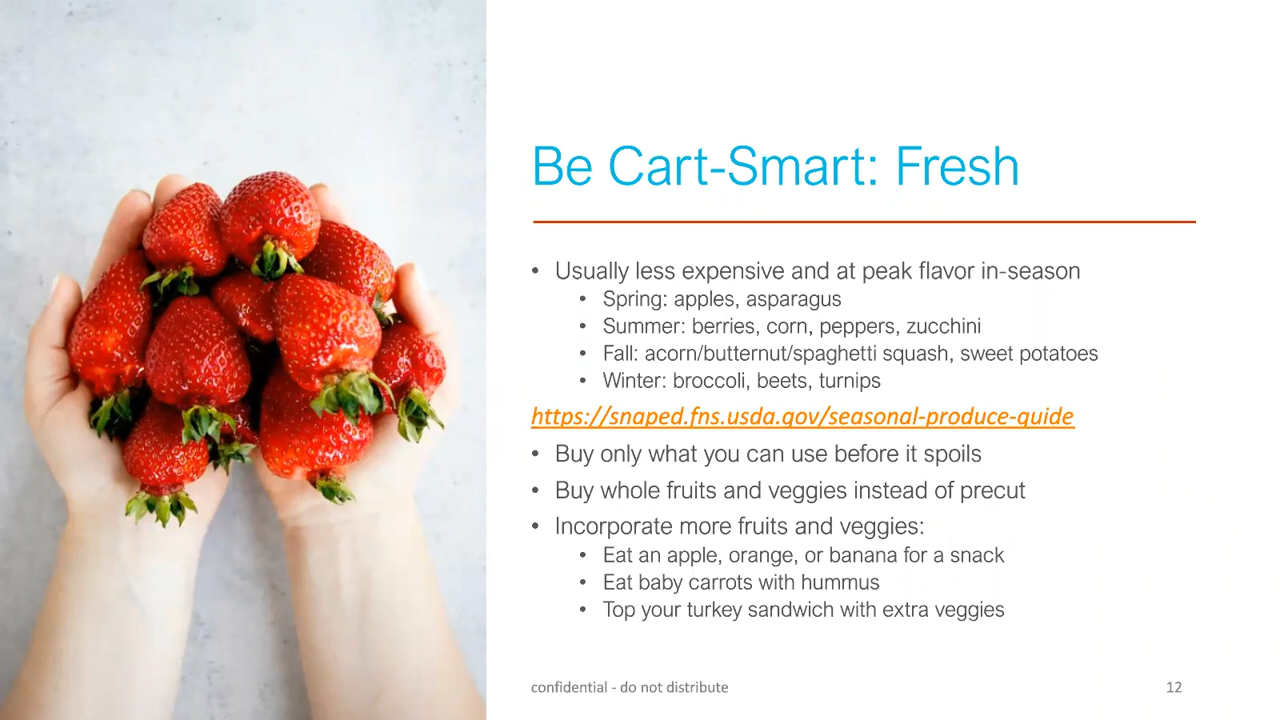 Be Cart-Smart: Fresh
• Usually less expensive and at peak flavor in-season
• Spring: apples, asparagus
• Summer: berries, corn, peppers, zucchini
• Fall: acorn/butternut/spaghetti squash, sweet potatoes
• Winter: broccoli, beets, turnips
https://snaped.fns.usda.gov/seasonal-produce-guide
• Buy only what you can use before it spoils
• Buy whole fruits and veggies instead of precut
• Incorporate more fruits and veggies:
• Eat an apple, orange, or banana for a snack
• Eat baby carrots with hummus
• Top your turkey sandwich with extra veggies
confidential - do not distribute
12